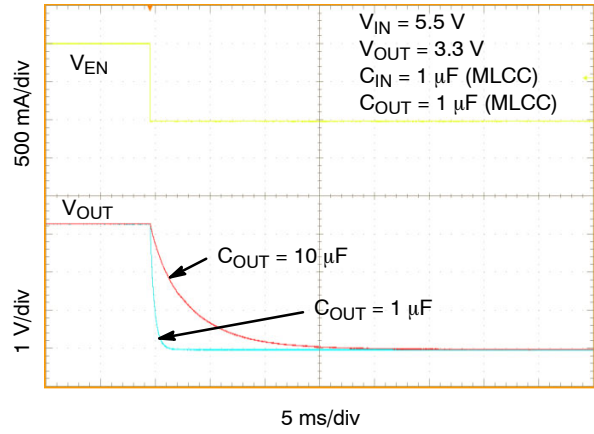 V_IN = 5.5 V
V_OUT = 3.3 V
C_IN = 1 μF (MLCC)
C_OUT = 1 μF (MLCC)
V_EN
500 mA/div
V_OUT
C_OUT = 10 μF
C_OUT = 1 μF
1 V/div
5 ms/div